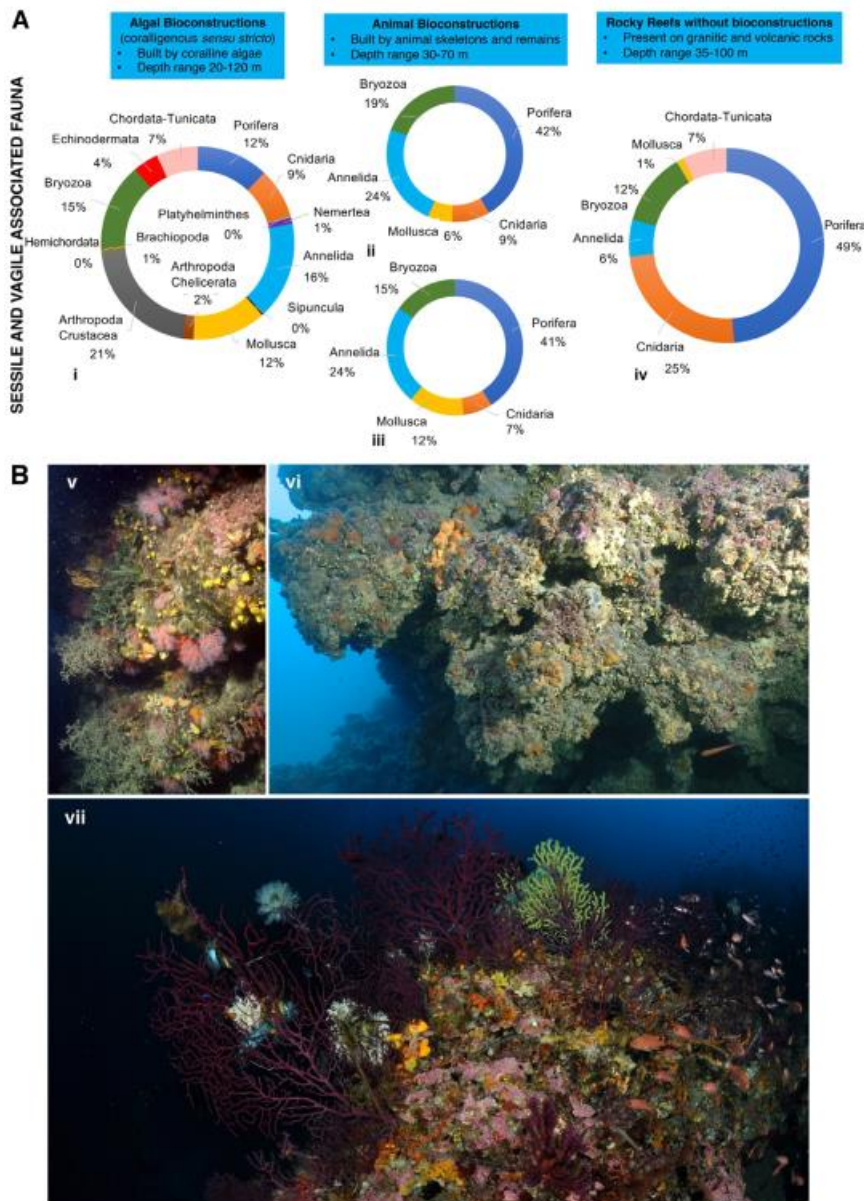 A
Algal Bioconstructions
(coralligenous sensu stricto)
• Built by coralline algae
• Depth range 20-120 m
Animal Bioconstructions
• Built by animal skeletons and remains
• Depth range 30-70 m
Rocky Reefs without bioconstructions
• Present on granitic and volcanic rocks
• Depth range 35-100 m
SESSILE AND VAGILE ASSOCIATED FAUNA
Chordata-Tunicata
7%
Porifera
12%
Echinodermata
4%
Cnidaria
9%
Bryozoa
15%
Platyhelminthes
0%
Nemertea
1%
Hemichordata
0%
Brachiopoda
1%
Annelida
16%
Arthropoda
Chelicerata
2%
Sipuncula
0%
Arthropoda
Crustacea
21%
Mollusca
12%
i
Bryozoa
19%
Porifera
42%
Annelida
24%
Mollusca
6%
Cnidaria
9%
ii
Bryozoa
15%
Porifera
41%
Annelida
24%
Mollusca
12%
Cnidaria
7%
iii
Chordata-Tunicata
7%
Mollusca
1%
Bryozoa
12%
Porifera
49%
Annelida
6%
Cnidaria
25%
iv
B
v
vi
vii